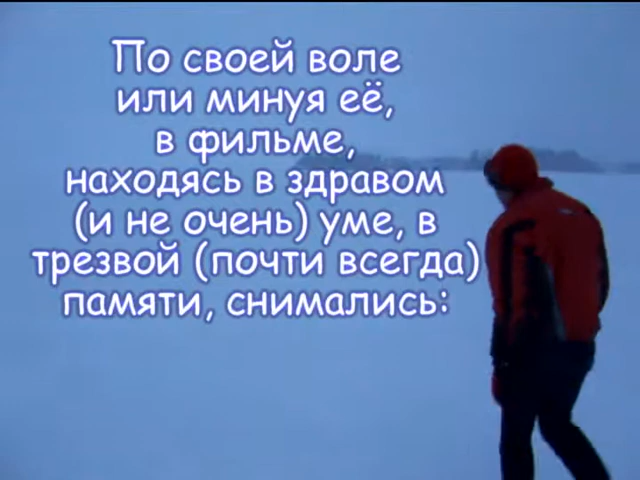 По своей воле
или минуя её,
в фильме,
находясь в здравом
(и не очень) уме, в
трезвой (почти всегда)
памяти, снимались: